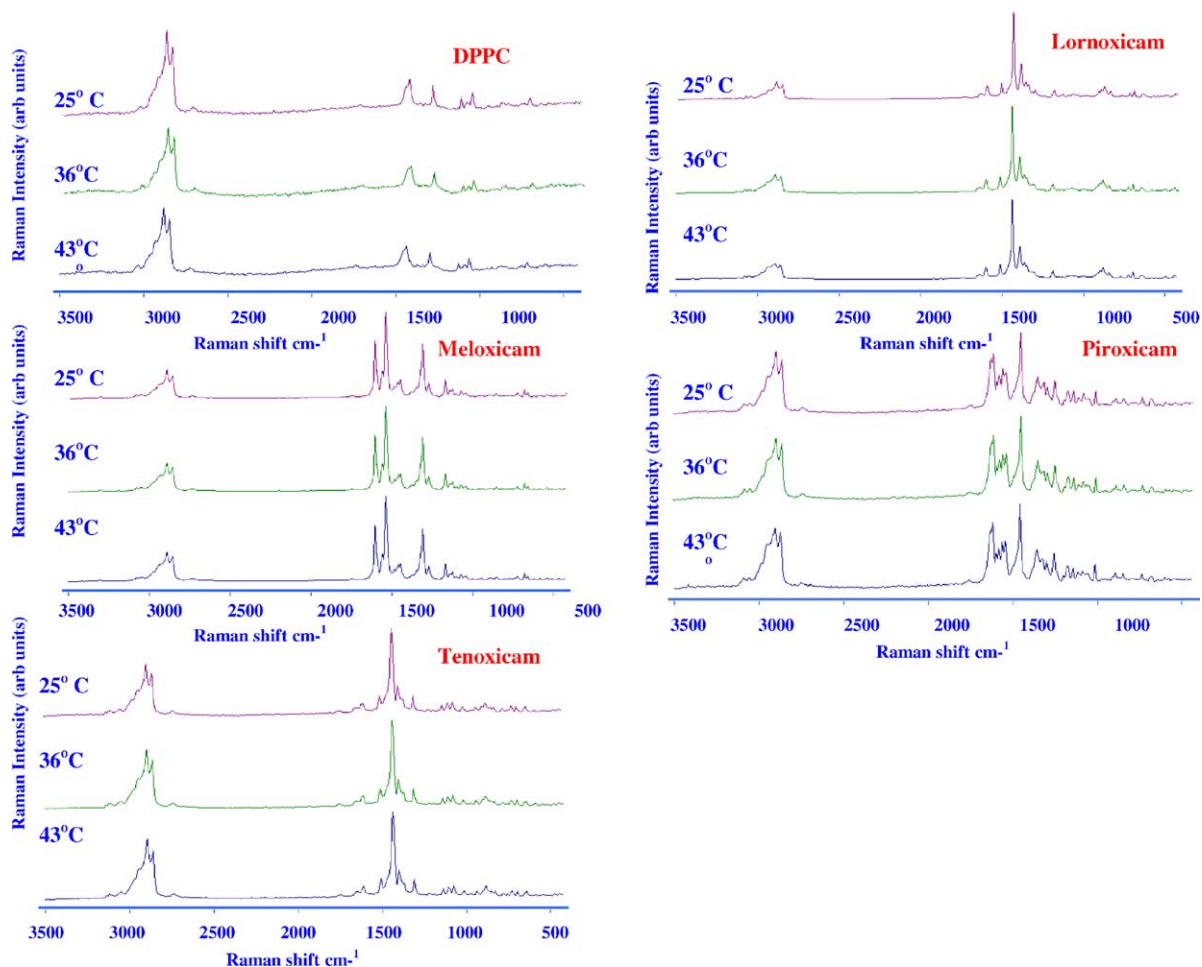 DPPC
Raman Intensity (arb units)
25° C
36°C
43°C
o
3500 3000 2500 2000 1500 1000
Raman shift cm-1
Lornoxicam
Raman Intensity (arb units)
25° C
36°C
43°C
3500 3000 2500 2000 1500 1000 500
Raman shift cm-1
Meloxicam
Raman Intensity (arb units)
25° C
36°C
43°C
3500 3000 2500 2000 1500 1000 500
Raman shift cm-1
Piroxicam
Raman Intensity (arb units)
25° C
36°C
43°C
o
3500 3000 2500 2000 1500 1000
Raman shift cm-1
Tenoxicam
Raman Intensity (arb units)
25° C
36°C
43°C
3500 3000 2500 2000 1500 1000 500
Raman shift cm-1